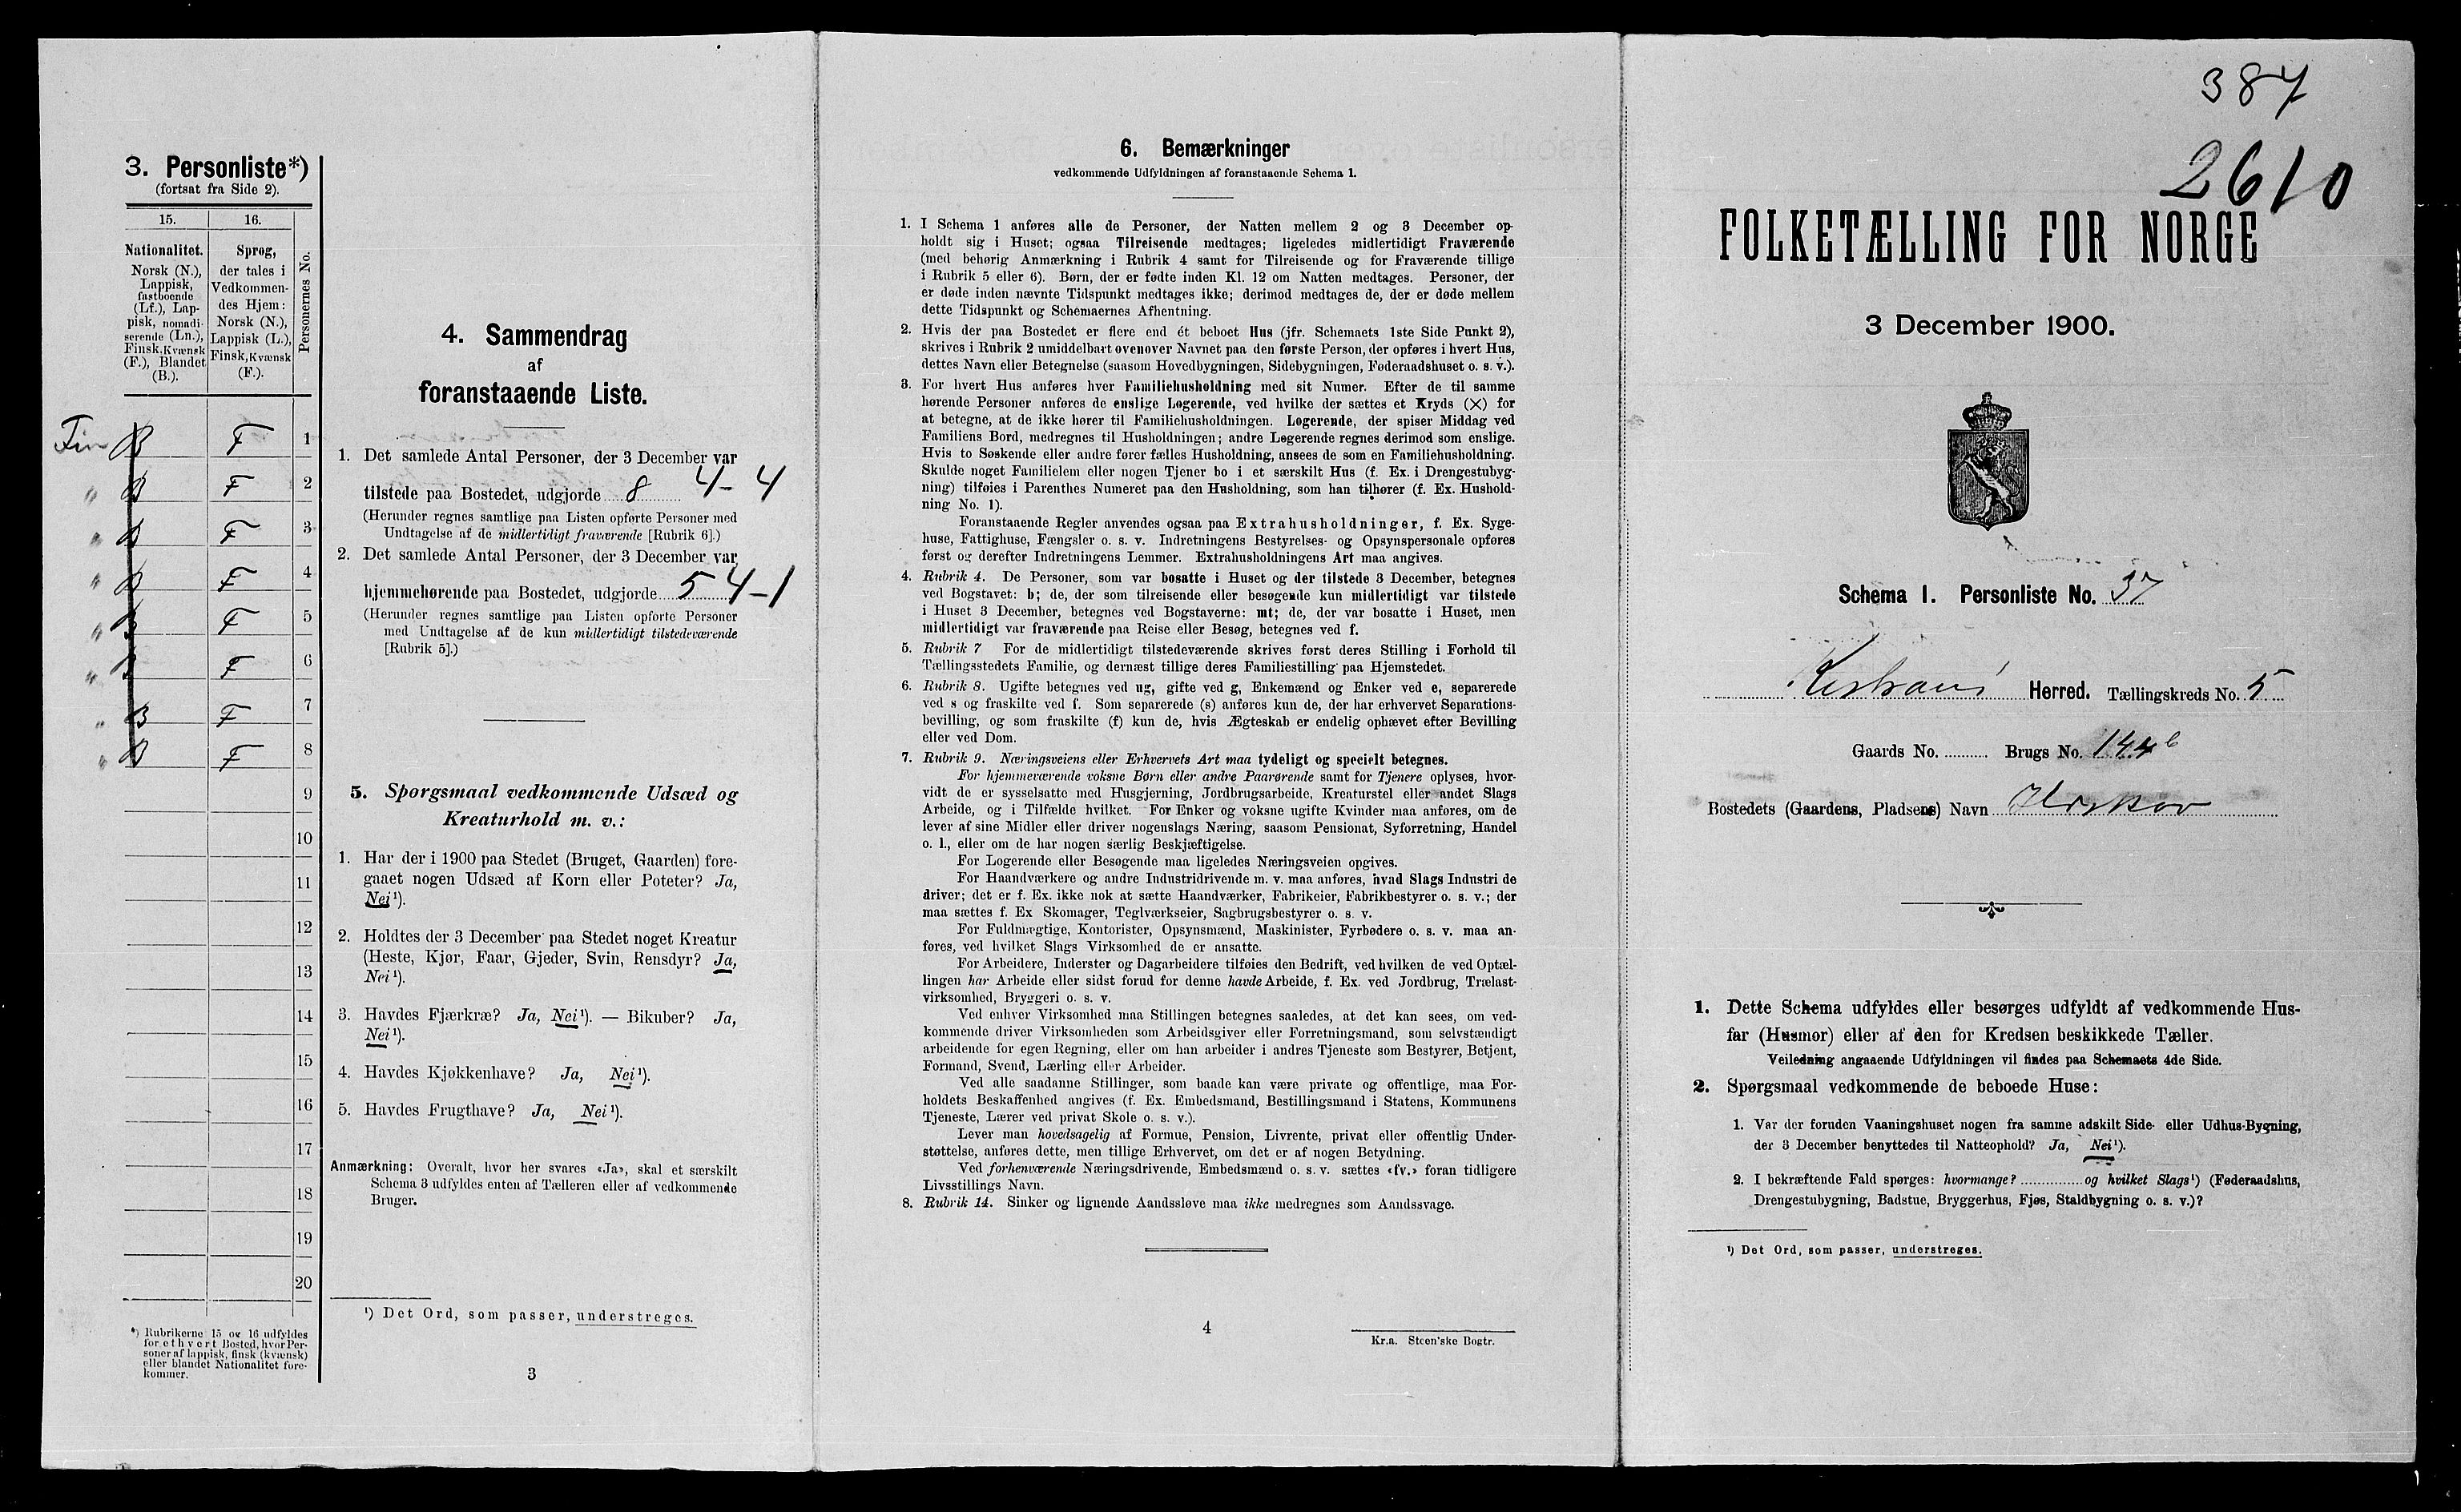 3. Personliste*)
(fortsat fra Side 2).
15.
16.
Personernes No.
Nationalitet.
Norsk (N.),
Lappisk,
fastboende
(Lf.), Lap-
pisk, nomadi-
serende (Ln.),
Finsk, Kvænsk
(F.), Blandet
(B.).
Sprog,
der tales i
Vedkommen-
des Hjem:
Norsk (N.),
Lappisk (L.),
Finsk, Kvænsk
(F.).
Fin B F 1
" B F 2
" B F 3
" B F 4
" B F 5
" B F 6
" B F 7
" B F 8
9
10
11
12
13
14
15
16
17
18
19
20
*) Rubrikerne 15 og 16 udfyldes
for ethvert Bosted, hvor Per-
soner af lappisk, finsk (kvænsk)
eller blandet Nationalitet fore-
kommer.
4. Sammendrag
af
foranstaaende Liste.
1. Det samlede Antal Personer, der 3 December var
tilstede paa Bostedet, udgjorde 8 4-4
(Herunder regnes samtlige paa Listen opførte Personer med
Undtagelse af de midlertidigt fraværende [Rubrik 6].)
2. Det samlede Antal Personer, der 3 December var
hjemmehørende paa Bostedet, udgjorde 5 4-1
(Herunder regnes samtlige paa Listen opførte Personer
med Undtagelse af de kun midlertidigt tilstedeværende
[Rubrik 5].)
5. Spørgsmaal vedkommende Udsæd og
Kreaturhold m. v.:
1. Har der i 1900 paa Stedet (Bruget, Gaarden) fore-
gaaet nogen Udsæd af Korn eller Poteter? Ja,
Nei¹).
2. Holdtes der 3 December paa Stedet noget Kreatur
(Heste, Kjør, Faar, Gjeder, Svin, Rensdyr? Ja,
Nei¹).
3. Havdes Fjærkræ? Ja, Nei¹). — Bikuber? Ja,
Nei¹).
4. Havdes Kjøkkenhave? Ja, Nei¹).
5. Havdes Frugthave? Ja, Nei¹).
Anmærkning: Overalt, hvor her svares «Ja», skal et særskilt
Schema 3 udfyldes enten af Tælleren eller af vedkommende
Bruger.
¹) Det Ord, som passer, understreges.
3
6. Bemærkninger
vedkommende Udfyldningen af foranstaaende Schema 1.
1. I Schema 1 anføres alle de Personer, der Natten mellem 2 og 3 December op-
holdt sig i Huset; ogsaa Tilreisende medtages; ligeledes midlertidigt Fraværende
(med behørig Anmærkning i Rubrik 4 samt for Tilreisende og for Fraværende tillige
i Rubrik 5 eller 6). Børn, der er fødte inden Kl. 12 om Natten medtages. Personer, der
er døde inden nævnte Tidspunkt medtages ikke; derimod medtages de, der er døde mellem
dette Tidspunkt og Schemaernes Afhentning.
2. Hvis der paa Bostedet er flere end ét beboet Hus (jfr. Schemaets 1ste Side Punkt 2),
skrives i Rubrik 2 umiddelbart ovenover Navnet paa den første Person, der opføres i hvert Hus,
dettes Navn eller Betegnelse (saasom Hovedbygningen, Sidebygningen, Føderaadshuset o. s. v.).
3. For hvert Hus anføres hver Familiehusholdning med sit Numer. Efter de til samme
hørende Personer anføres de enslige Logerende, ved hvilke der sættes et Kryds (X) for
at betegne, at de ikke hører til Familiehusholdningen. Logerende, der spiser Middag ved
Familiens Bord, medregnes til Husholdningen; andre Logerende regnes derimod som enslige.
Hvis to Søskende eller andre fører fælles Husholdning, ansees de som en Familiehusholdning.
Skulde noget Familielem eller nogen Tjener bo i et særskilt Hus (f. Ex. i Drengestubyg-
ning) tilføies i Parenthes Numeret paa den Husholdning, som han tilhører (f. Ex. Hushold-
ning No. 1).
Foranstaaende Regler anvendes ogsaa paa Extrahusholdninger, f. Ex. Syge-
huse, Fattighuse, Fængsler o. s. v. Indretningens Bestyrelses- og Opsynspersonale opføres
først og derefter Indretningens Lemmer. Extrahusholdningens Art maa angives.
4. Rubrik 4. De Personer, som var bosatte i Huset og der tilstede 3 December, betegnes
ved Bogstavet: b; de, der som tilreisende eller besøgende kun midlertidigt var tilstede
i Huset 3 December, betegnes ved Bogstaverne: mt; de, der var bosatte i Huset, men
midlertidigt var fraværende paa Reise eller Besøg, betegnes ved f.
5. Rubrik 7 For de midlertidigt tilstedeværende skrives først deres Stilling i Forhold til
Tællingsstedets Familie, og dernæst tillige deres Familiestilling paa Hjemstedet.
6. Rubrik 8. Ugifte betegnes ved ug, gifte ved g, Enkemænd og Enker ved e, separerede
ved s og fraskilte ved f. Som separerede (s) anføres kun de, der har erhvervet Separations-
bevilling, og som fraskilte (f) kun de, hvis Ægteskab er endelig ophævet efter Bevilling
eller ved Dom.
7. Rubrik 9. Næringsveiens eller Erhvervets Art maa tydeligt og specielt betegnes.
For hjemmeværende voksne Børn eller andre Paarørende samt for Tjenere oplyses, hvor-
vidt de er sysselsatte med Husgjerning, Jordbrugsarbeide, Kreaturstel eller andet Slags
Arbeide, og i Tilfælde hvilket. For Enker og voksne ugifte Kvinder maa anføres, om de
lever af sine Midler eller driver nogenslags Næring, saasom Pensionat, Syforretning, Handel
o. l., eller om de har nogen særlig Beskjæftigelse.
For Logerende eller Besøgende maa ligeledes Næringsveien opgives.
For Haandværkere og andre Industridrivende m. v. maa anføres, hvad Slags Industri de
driver; det er f. Ex. ikke nok at sætte Haandværker, Fabrikeier, Fabrikbestyrer o. s. v.; der
maa sættes f. Ex Skomager, Teglværkseier, Sagbrugsbestyrer o. s. v.
For Fuldmægtige, Kontorister, Opsynsmænd, Maskinister, Fyrbødere o. s. v. maa an-
føres, ved hvilket Slags Virksomhed de er ansatte.
For Arbeidere, Inderster og Dagarbeidere tilføies den Bedrift, ved hvilken de ved Optæl-
lingen har Arbeide eller sidst forud for denne havde Arbeide, f. Ex. ved Jordbrug, Trælast-
virksomhed, Bryggeri o. s. v.
Ved enhver Virksomhed maa Stillingen betegnes saaledes, at det kan sees, om ved-
kommende driver Virksomheden som Arbeidsgiver eller Forretningsmand, som selvstændigt
arbeidende for egen Regning, eller om han arbeider i andres Tjeneste som Bestyrer, Betjent,
Formand, Svend, Lærling eller Arbeider.
Ved alle saadanne Stillinger, som baade kan være private og offentlige, maa For-
holdets Beskaffenhed angives (f. Ex. Embedsmand, Bestillingsmand i Statens, Kommunens
Tjeneste, Lærer ved privat Skole o. s. v.).
Lever man hovedsagelig af Formue, Pension, Livrente, privat eller offentlig Under-
støttelse, anføres dette, men tillige Erhvervet, om det er af nogen Betydning.
Ved forhenværende Næringsdrivende, Embedsmænd o. s. v. sættes «fv.» foran tidligere
Livsstillings Navn.
8. Rubrik 14. Sinker og lignende Aandssløve maa ikke medregnes som Aandssvage.
4
Kr.a. Steen'ske Bogtr.
387
2610
FOLKETÆLLING FOR NORGE
3 December 1900.
Schema 1. Personliste No. 37
Kistrand Herred. Tællingskreds No. 5
Gaards No. Brugs No. 144b
Bostedets (Gaardens, Pladsens) Navn
1. Dette Schema udfyldes eller besørges udfyldt af vedkommende Hus-
far (Husmor) eller af den for Kredsen beskikkede Tæller.
Veiledning angaaende Udfyldningen vil findes paa Schemaets 4de Side.
2. Spørgsmaal vedkommende de beboede Huse:
1. Var der foruden Vaaningshuset nogen fra samme adskilt Side- eller Udhus-Bygning,
der 3 December benyttedes til Natteophold? Ja, Nei¹).
2. I bekræftende Fald spørges: hvormange? og hvilket Slags¹) (Føderaadshus,
Drengestubygning, Badstue, Bryggerhus, Fjøs, Staldbygning o. s. v.)?
¹) Det Ord, som passer, understreges.